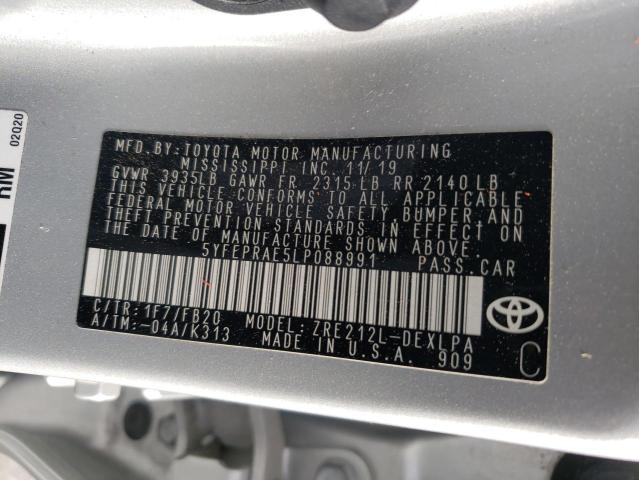 MFD.BY:TOYOTA MOTOR MANUFACTURING
MISSISSIPPI INC. 11/19
GVWR 3935LB GAWR FR 2315 LB RR 2140 LB
THIS VEHICLE CONFORMS TO ALL APPLICABLE
FEDERAL MOTOR VEHICLE SAFETY, BUMPER AND
THEFT PREVENTION STANDARDS IN EFFECT ON
THE DATE OF MANUFACTURE SHOWN ABOVE.
5YFEPRAE5LP088991 PASS.CAR
C/TR: 1F7/FB20
A/TM:-04A/K313
MODEL: ZRE212L-DEXLPA
MADE IN U.S.A. 909
TOYOTA
C
02Q20
RM